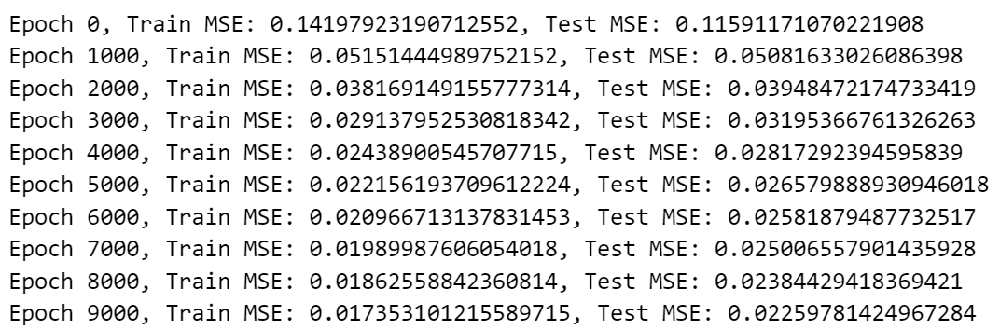 Epoch 0, Train MSE: 0.14197923190712552, Test MSE: 0.11591171070221908
Epoch 1000, Train MSE: 0.05151444989752152, Test MSE: 0.05081633026086398
Epoch 2000, Train MSE: 0.038169149155777314, Test MSE: 0.03948472174733419
Epoch 3000, Train MSE: 0.029137952530818342, Test MSE: 0.03195366761326263
Epoch 4000, Train MSE: 0.02438900545707715, Test MSE: 0.02817292394595839
Epoch 5000, Train MSE: 0.022156193709612224, Test MSE: 0.026579888930946018
Epoch 6000, Train MSE: 0.020966713137831453, Test MSE: 0.02581879487732517
Epoch 7000, Train MSE: 0.01989987606054018, Test MSE: 0.025006557901435928
Epoch 8000, Train MSE: 0.01862558842360814, Test MSE: 0.02384429418369421
Epoch 9000, Train MSE: 0.017353101215589715, Test MSE: 0.02259781424967284